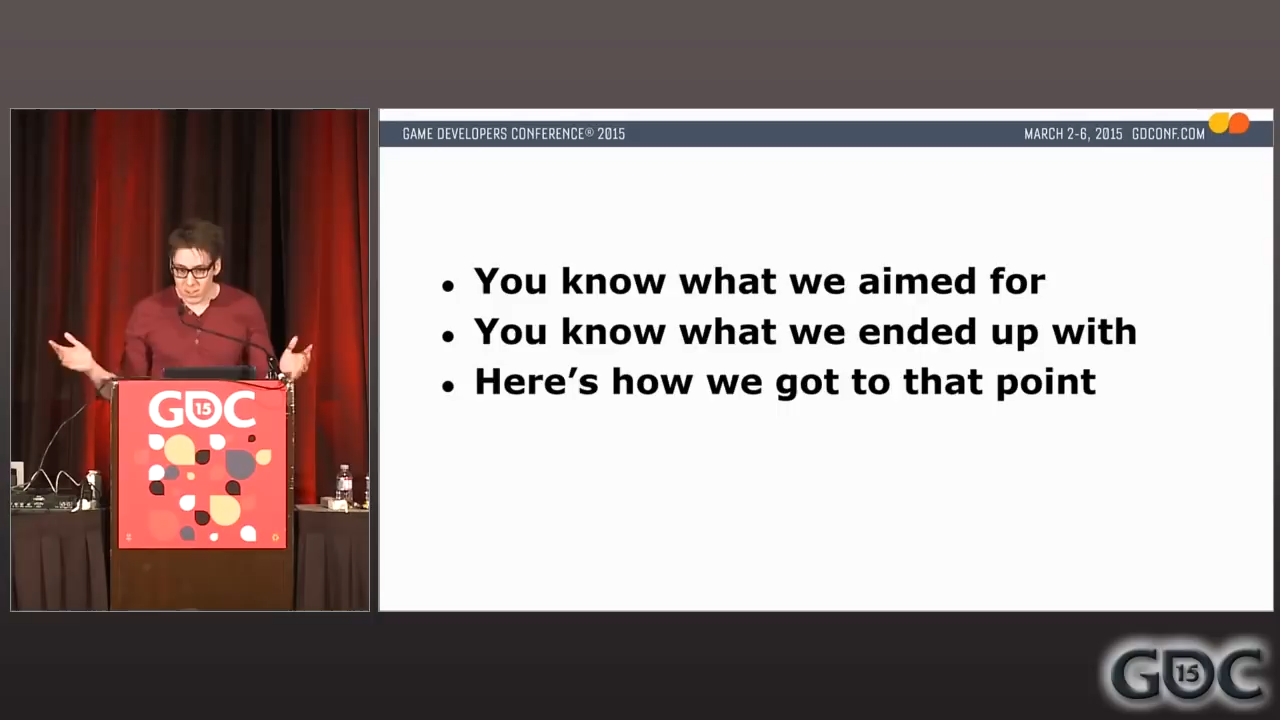 GAME DEVELOPERS CONFERENCE® 2015
MARCH 2-6, 2015 GDCONF.COM
• You know what we aimed for
• You know what we ended up with
• Here’s how we got to that point
GDC
15
GDC
15